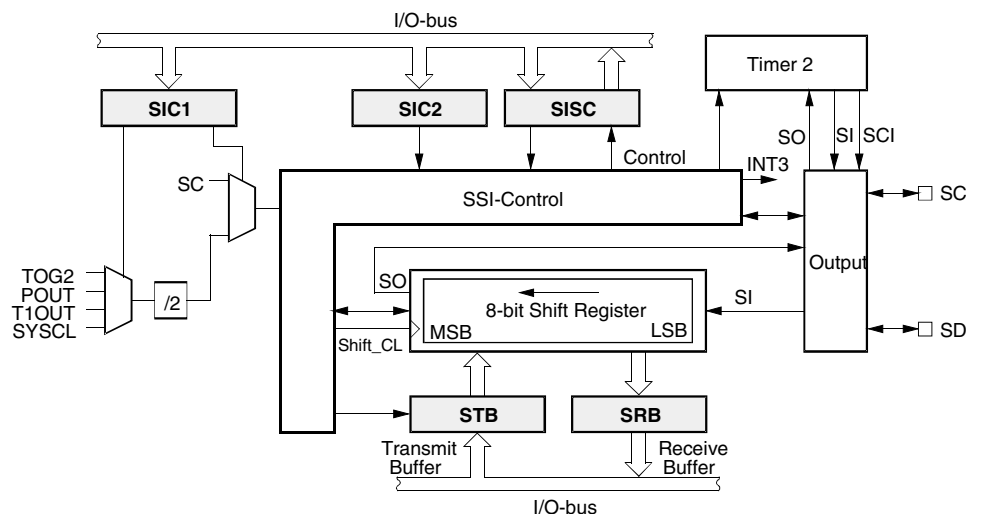 I/O-bus
Timer 2
SIC1
SIC2
SISC
SO
SI
SCI
Control
INT3
SC
SSI-Control
SC
TOG2
POUT
T1OUT
SYSCL
/2
SO
8-bit Shift Register
MSB
LSB
SI
Output
Shift_CL
SD
STB
SRB
Transmit
Buffer
Receive
Buffer
I/O-bus